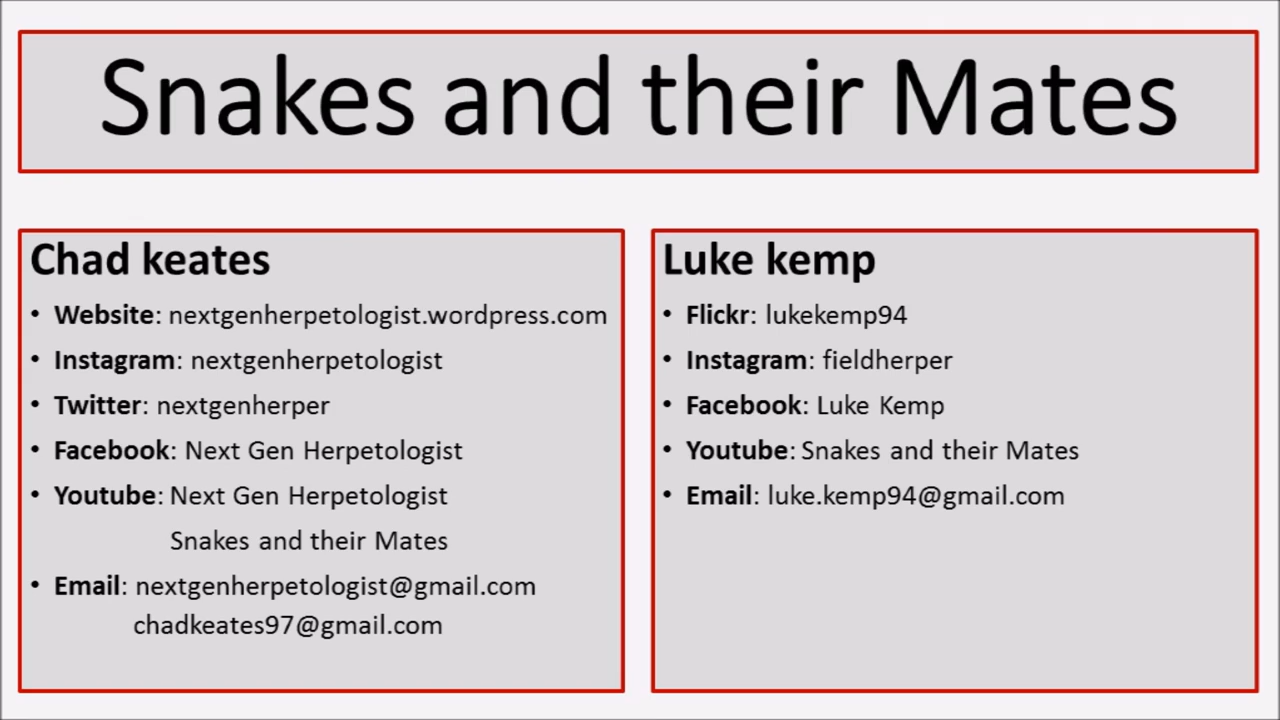 Snakes and their Mates
Chad keates
• Website: nextgenherpetologist.wordpress.com
• Instagram: nextgenherpetologist
• Twitter: nextgenherper
• Facebook: Next Gen Herpetologist
• Youtube: Next Gen Herpetologist
Snakes and their Mates
• Email: nextgenherpetologist@gmail.com
chadkeates97@gmail.com
Luke kemp
• Flickr: lukekemp94
• Instagram: fieldherper
• Facebook: Luke Kemp
• Youtube: Snakes and their Mates
• Email: luke.kemp94@gmail.com